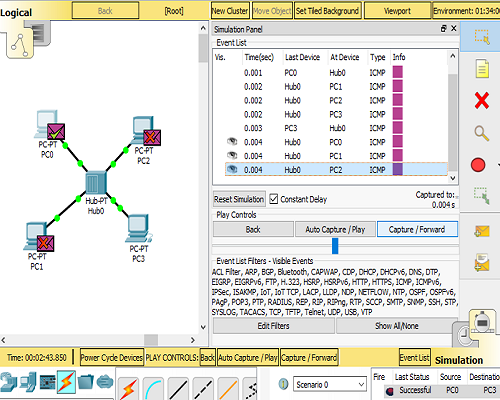 Logical
Back
[Root]
New Cluster
Move Object
Set Tiled Background
Viewport
Environment: 01:34:00
Simulation Panel
Event List
Vis. Time(sec) Last Device At Device Type Info
0.001 PC0 Hub0 ICMP
0.002 Hub0 PC1 ICMP
0.002 Hub0 PC2 ICMP
0.002 Hub0 PC3 ICMP
0.003 PC3 Hub0 ICMP
0.004 Hub0 PC0 ICMP
0.004 Hub0 PC1 ICMP
0.004 Hub0 PC2 ICMP
PC-PT
PC0
PC-PT
PC2
Hub-PT
Hub0
PC-PT
PC1
PC-PT
PC3
Reset Simulation
Constant Delay
Captured to:
0.004 s
Play Controls
Back
Auto Capture / Play
Capture / Forward
Event List Filters - Visible Events
ACL Filter, ARP, BGP, Bluetooth, CAPWAP, CDP, DHCP, DHCPv6, DNS, DTP,
EIGRP, EIGRPv6, FTP, H.323, HSRP, HSRPv6, HTTP, HTTPS, ICMP, ICMPv6,
IPSec, ISAKMP, IoT, IoT TCP, LACP, LLDP, NDP, NETFLOW, NTP, OSPF, OSPFv6,
PAgP, POP3, PTP, RADIUS, REP, RIP, RIPng, RTP, SCCP, SMTP, SNMP, SSH, STP,
SYSLOG, TACACS, TCP, TFTP, Telnet, UDP, USB, VTP
Edit Filters
Show All/None
Time: 00:02:43.850
Power Cycle Devices
PLAY CONTROLS:
Back
Auto Capture / Play
Capture / Forward
Event List
Simulation
Scenario 0
Fire Last Status Source Destination
Successful PC0 PC3